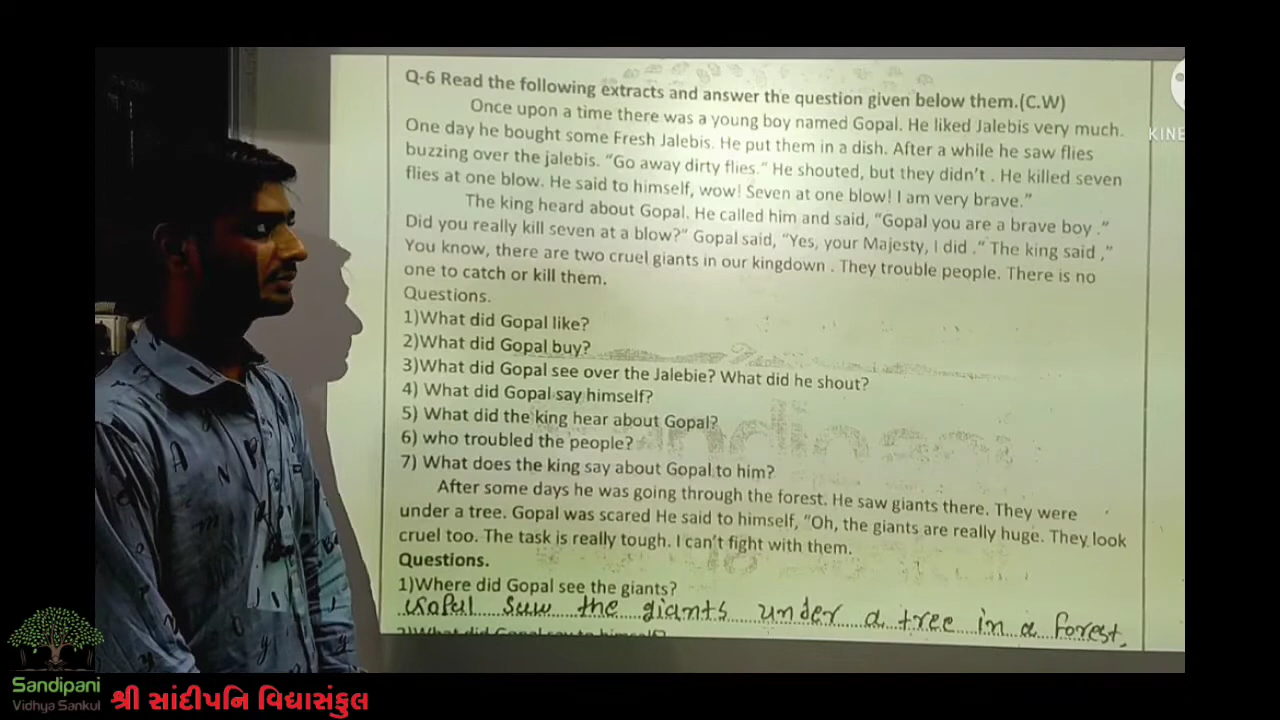 Q-6 Read the following extracts and answer the question given below them.(C.W)
Once upon a time there was a young boy named Gopal. He liked Jalebis very much.
One day he bought some Fresh Jalebis. He put them in a dish. After a while he saw flies
buzzing over the jalebis. "Go away dirty flies." He shouted, but they didn't . He killed seven
flies at one blow. He said to himself, wow! Seven at one blow! I am very brave."
The king heard about Gopal. He called him and said, "Gopal you are a brave boy ."
Did you really kill seven at a blow?" Gopal said, "Yes, your Majesty, I did ." The king said ,"
You know, there are two cruel giants in our kingdown . They trouble people. There is no
one to catch or kill them.
Questions.
1)What did Gopal like?
2)What did Gopal buy?
3)What did Gopal see over the Jalebie? What did he shout?
4) What did Gopal say himself?
5) What did the king hear about Gopal?
6) who troubled the people?
7) What does the king say about Gopal to him?
After some days he was going through the forest. He saw giants there. They were
under a tree. Gopal was scared He said to himself, "Oh, the giants are really huge. They look
cruel too. The task is really tough. I can't fight with them.
Questions.
1)Where did Gopal see the giants?
Gopal saw the giants under a tree in a forest.
2)What did Gopal say to himself?
KINE
Sandipani
Vidhya Sankul
શ્રી સાંદીપનિ વિદ્યાસંકુલ